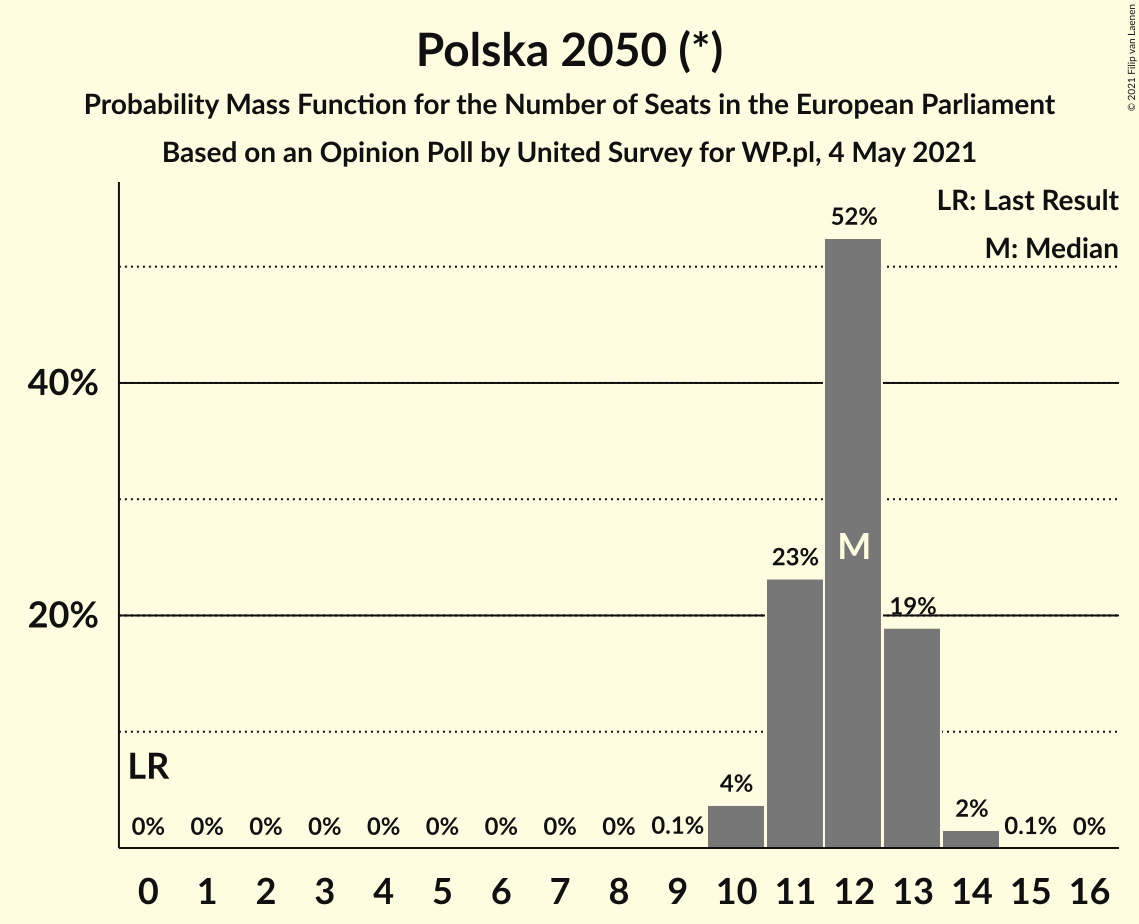 Polska 2050 (*)
Probability Mass Function for the Number of Seats in the European Parliament
Based on an Opinion Poll by United Survey for WP.pl, 4 May 2021
© 2021 Filip van Laenen
LR: Last Result
M: Median
40%
20%
LR
0% 0% 0% 0% 0% 0% 0% 0% 0% 0.1% 4% 23% 52% 19% 2% 0.1% 0%
M
0 1 2 3 4 5 6 7 8 9 10 11 12 13 14 15 16